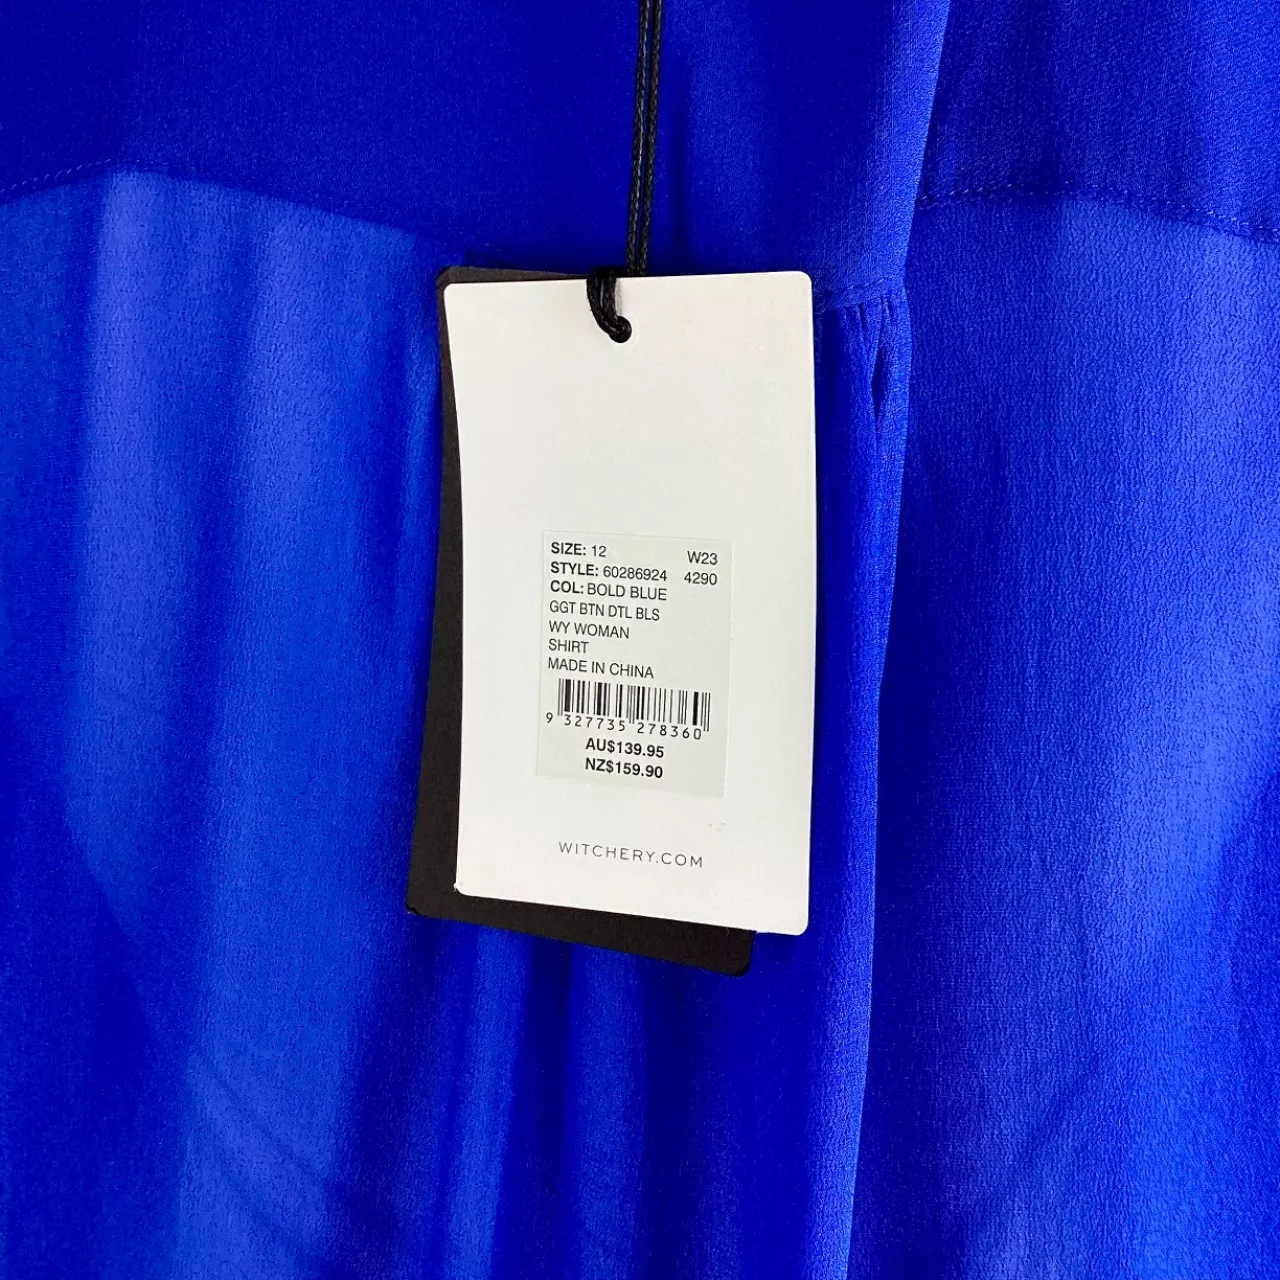 SIZE: 12 W23
STYLE: 60286924 4290
COL: BOLD BLUE
GGT BTN DTL BLS
WY WOMAN
SHIRT
MADE IN CHINA
9 327735 278360
AU$139.95
NZ$159.90
WITCHERY.COM